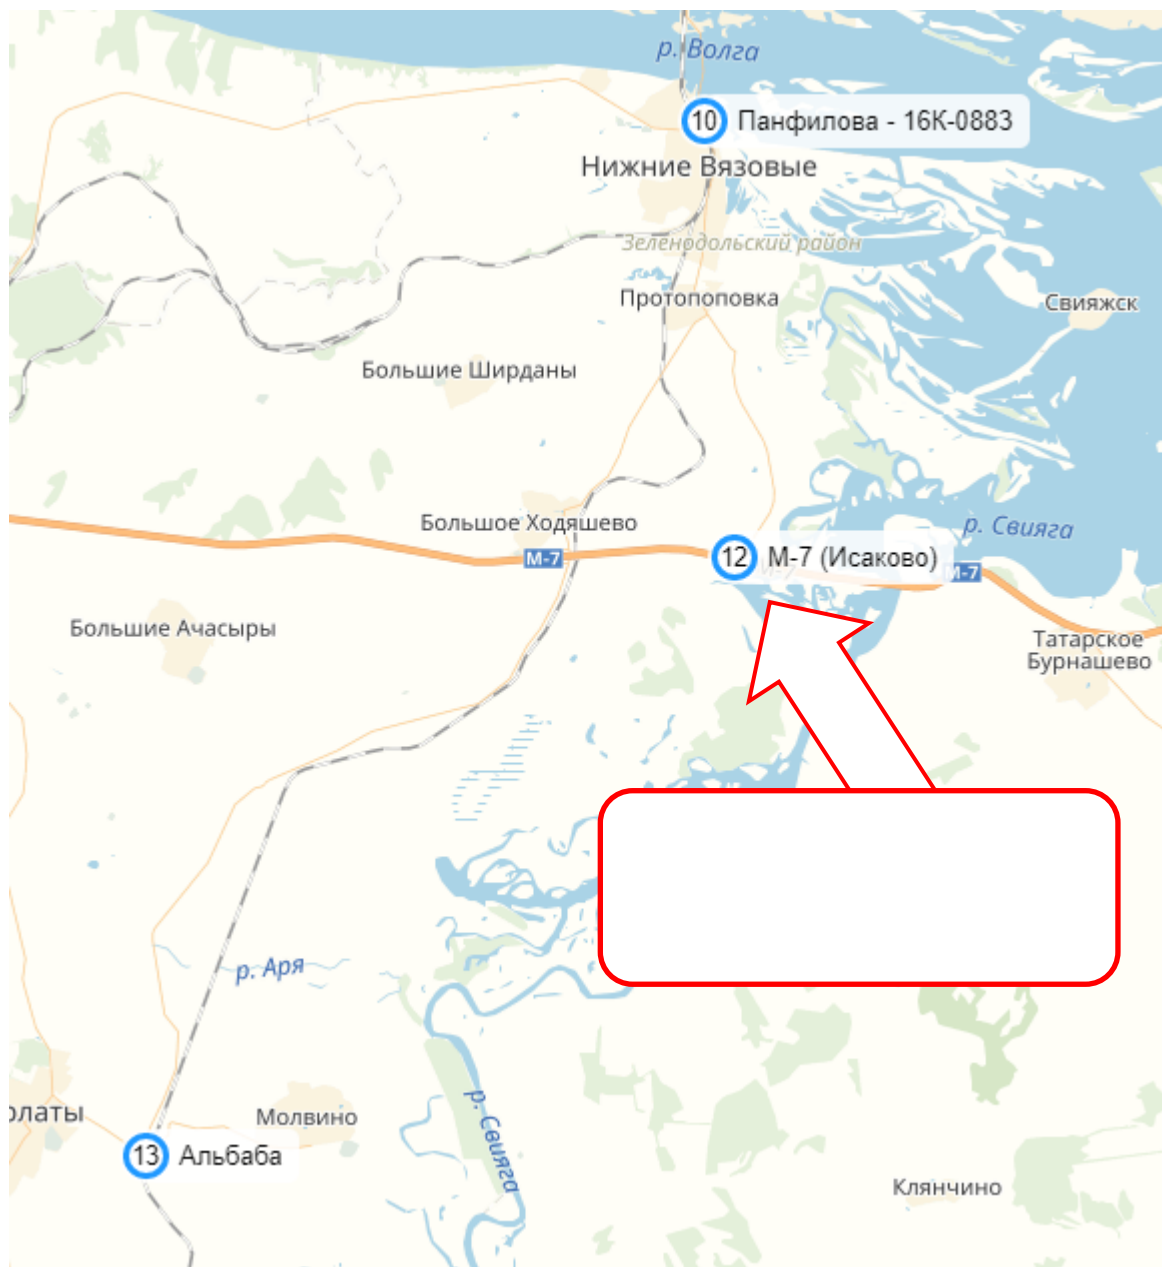 р. Волга
10 Панфилова - 16К-0883
Нижние Вязовые
Зеленодольский район
Протопоповка
Свияжск
Большие Ширданы
Большое Ходяшево
р. Свияга
М-7
12 М-7 (Исаково)
М-7
Большие Ачасыры
Татарское
Бурнашево
р. Аря
р. Свияга
олаты
Молвино
13 Альбаба
Клянчино